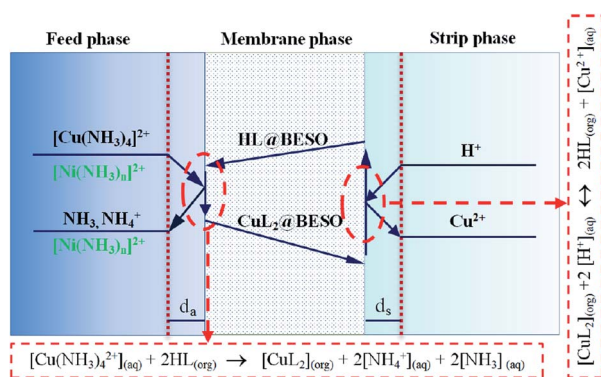 Feed phase Membrane phase Strip phase
[Cu(NH₃)₄]²⁺
[Ni(NH₃)ₙ]²⁺
NH₃, NH₄⁺
[Ni(NH₃)ₙ]²⁺
HL@BESO
CuL₂@BESO
H⁺
Cu²⁺
dₐ
dₛ
[Cu(NH₃)₄²⁺](aq) + 2HL(org) → [CuL₂](org) + 2[NH₄⁺](aq) + 2[NH₃] (aq)
[CuL₂](org) +2 [H⁺](aq) ↔ 2HL(org) + [Cu²⁺](aq)